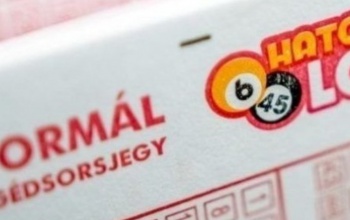 HATO
LO
6
45
ORMÁL
GÉDSORSJEGY